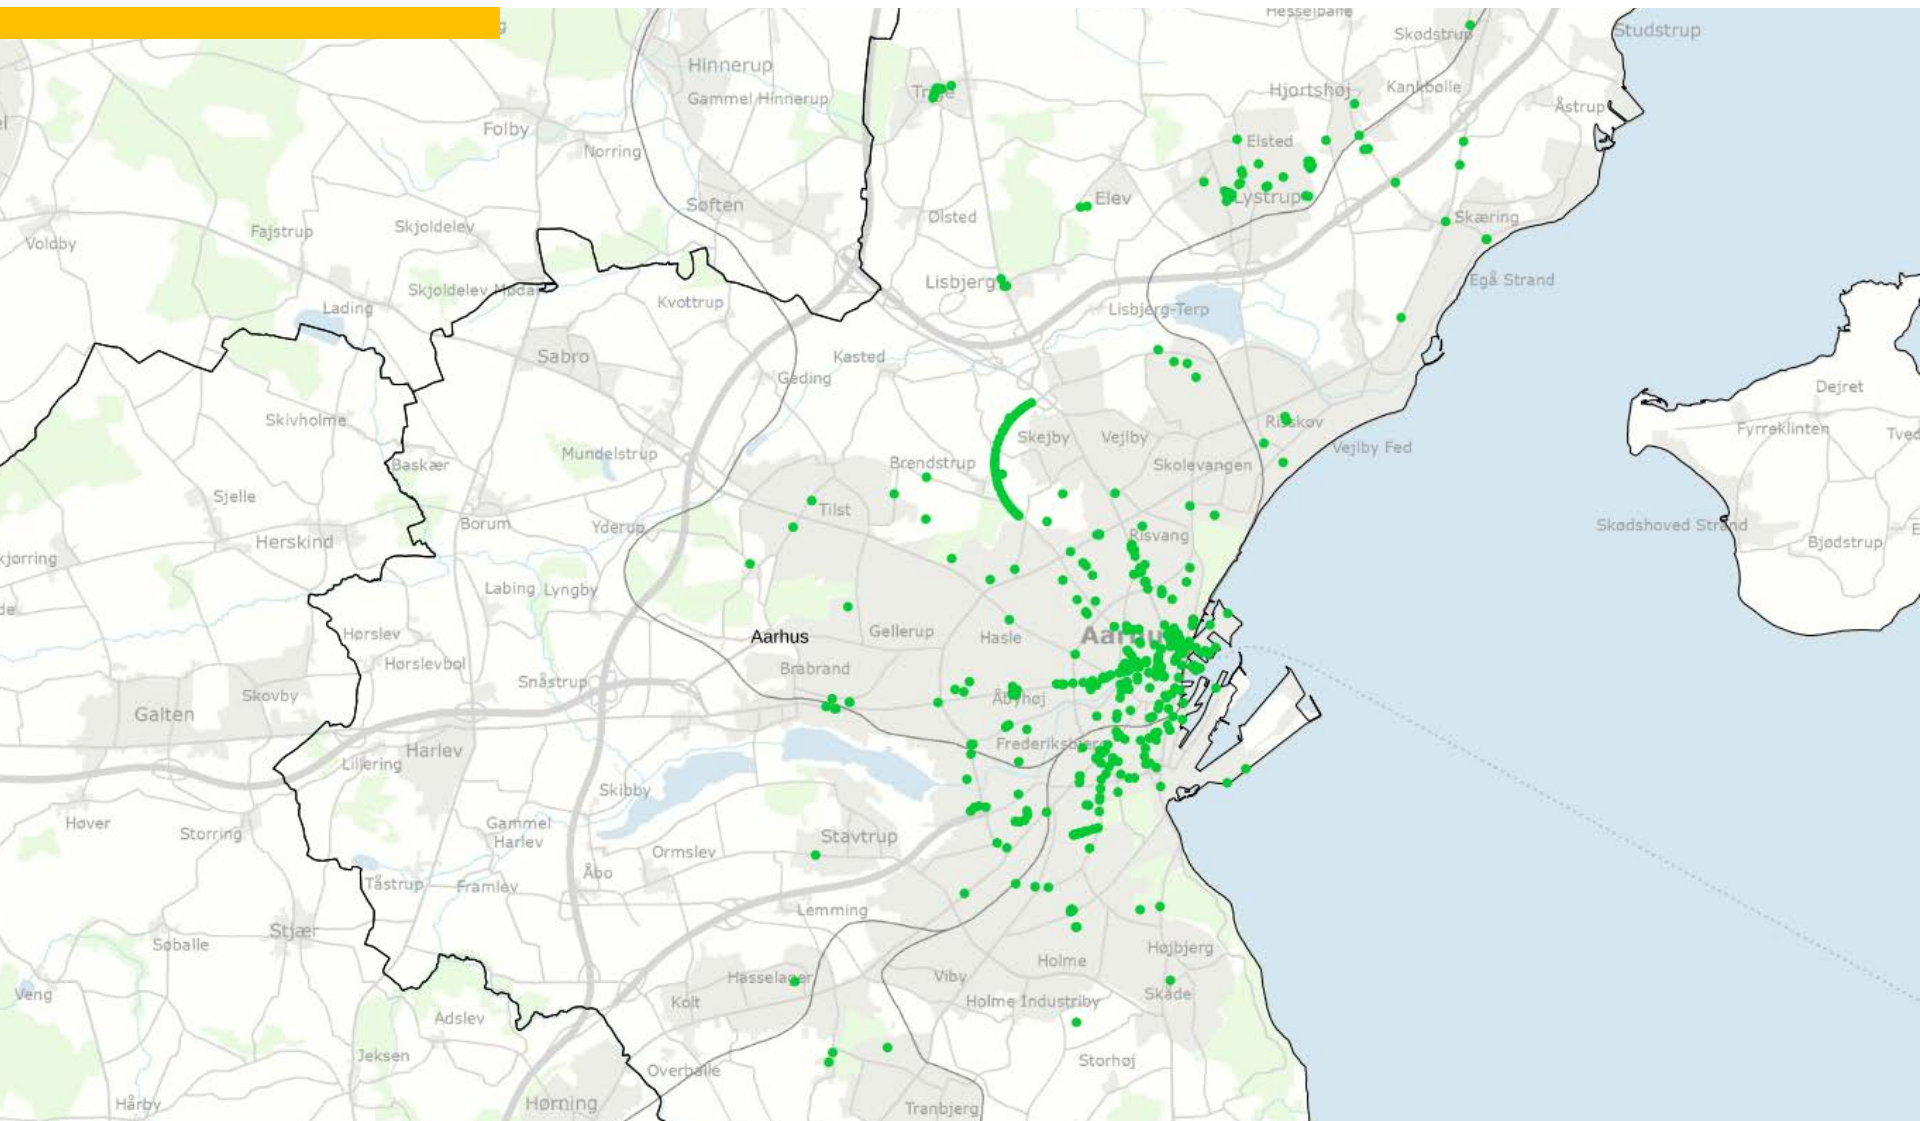 Hesselballe
Skødstrup
Studstrup
Hinnerup
Gammel Hinnerup
Trige
Hjortshøj
Kankbølle
Åstrup
Folby
Norring
Elsted
Søften
Elev
Lystrup
Skæring
Ølsted
Fajstrup
Skjoldelev
Voldby
Lisbjerg
Egå Strand
Skjoldelev Mødal
Kvottrup
Lading
Lisbjerg-Terp
Sabro
Kasted
Geding
Dejret
Skivholme
Risskov
Fyrreklinten
Skejby
Vejlby
Vejlby Fed
Mundelstrup
Baskær
Brendstrup
Skolevangen
Sjelle
Tilst
Borum
Yderup
Skødshoved Strand
Risvang
Herskind
Bjødstrup
kjørring
Labing
Lyngby
Hørslev
Gellerup
Hasle
Aarhus
Aarhus
Hørslevbol
Brabrand
Snåstrup
Skovby
Åbyhøj
Galten
Frederiksbjerg
Harlev
Lillering
Skibby
Høver
Storring
Gammel
Harlev
Stavtrup
Ormslev
Åbo
Tåstrup
Framlev
Lemming
Stjær
Søballe
Højbjerg
Holme
Hasselager
Viby
Veng
Kolt
Holme Industriby
Skåde
Adslev
Jeksen
Storhøj
Overballe
Hårby
Hørning
Tranbjerg